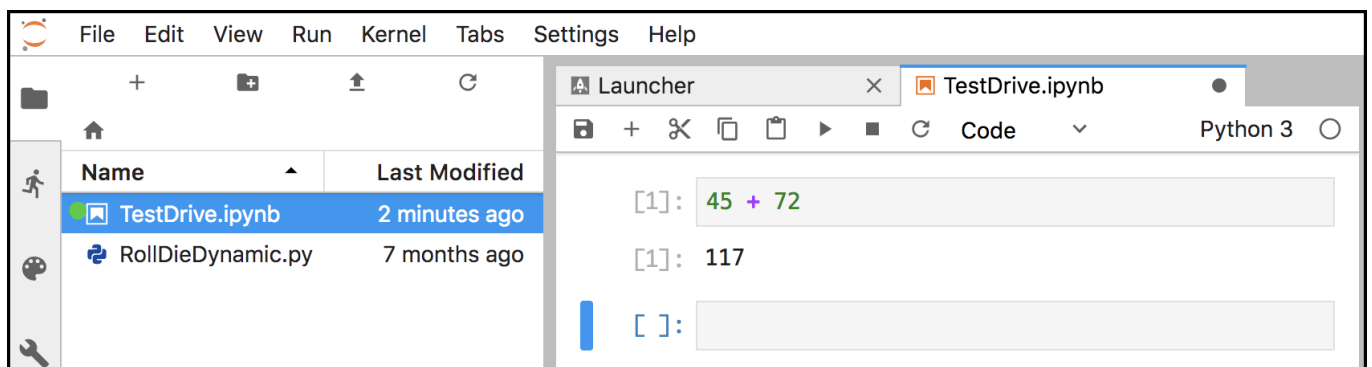 File Edit View Run Kernel Tabs Settings Help
Launcher
TestDrive.ipynb
Code
Python 3
Name Last Modified
TestDrive.ipynb 2 minutes ago
RollDieDynamic.py 7 months ago
[1]: 45 + 72
[1]: 117
[ ]: